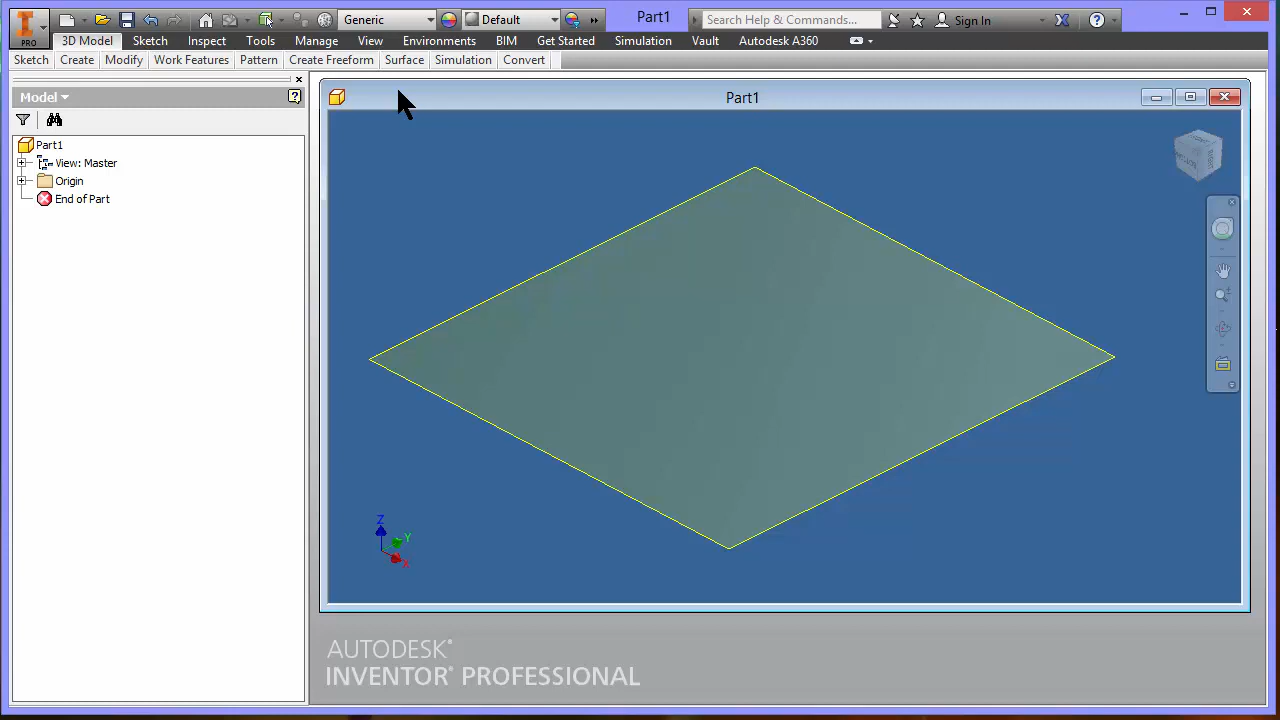 PRO
Generic
Default
Part1
Search Help & Commands...
Sign In
3D Model
Sketch
Inspect
Tools
Manage
View
Environments
BIM
Get Started
Simulation
Vault
Autodesk A360
Sketch
Create
Modify
Work Features
Pattern
Create Freeform
Surface
Simulation
Convert
Model
Part1
View: Master
Origin
End of Part
Part1
Z
Y
X
AUTODESK®
INVENTOR® PROFESSIONAL